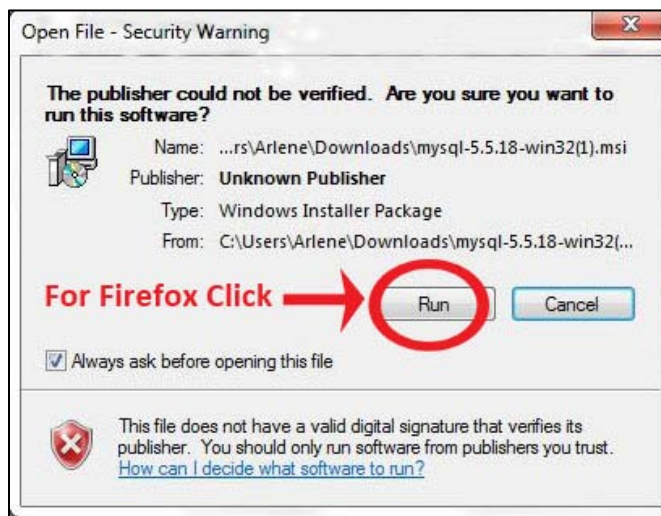 Open File - Security Warning
The publisher could not be verified. Are you sure you want to
run this software?
Name: ...rs\Arlene\Downloads\mysql-5.5.18-win32(1).msi
Publisher: Unknown Publisher
Type: Windows Installer Package
From: C:\Users\Arlene\Downloads\mysql-5.5.18-win32(...
For Firefox Click Run Cancel
Always ask before opening this file
This file does not have a valid digital signature that verifies its
publisher. You should only run software from publishers you trust.
How can I decide what software to run?